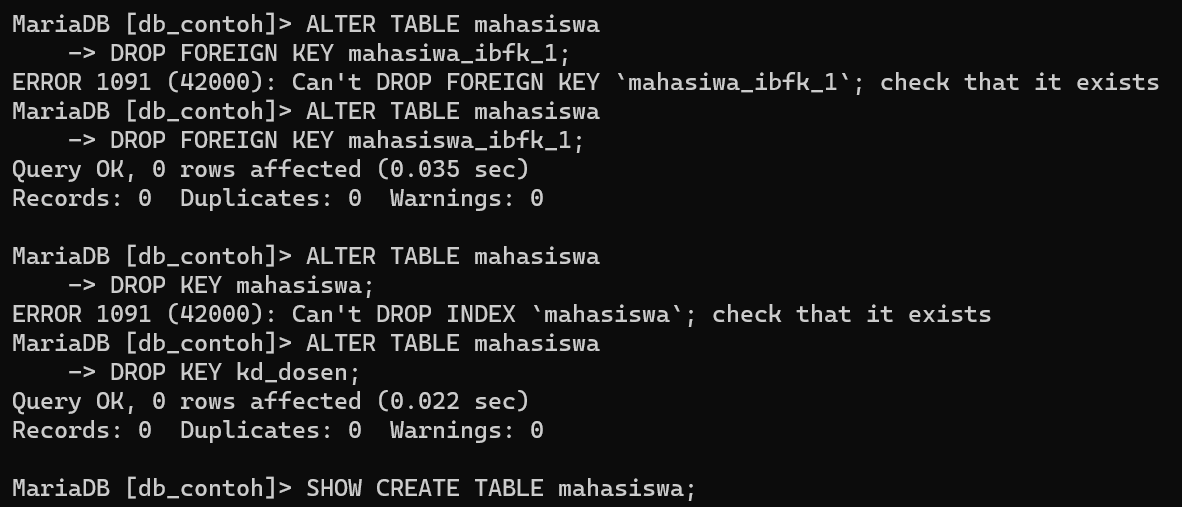 MariaDB [db_contoh]> ALTER TABLE mahasiswa
    -> DROP FOREIGN KEY mahasiwa_ibfk_1;
ERROR 1091 (42000): Can't DROP FOREIGN KEY `mahasiwa_ibfk_1`; check that it exists
MariaDB [db_contoh]> ALTER TABLE mahasiswa
    -> DROP FOREIGN KEY mahasiswa_ibfk_1;
Query OK, 0 rows affected (0.035 sec)
Records: 0  Duplicates: 0  Warnings: 0

MariaDB [db_contoh]> ALTER TABLE mahasiswa
    -> DROP KEY mahasiswa;
ERROR 1091 (42000): Can't DROP INDEX `mahasiswa`; check that it exists
MariaDB [db_contoh]> ALTER TABLE mahasiswa
    -> DROP KEY kd_dosen;
Query OK, 0 rows affected (0.022 sec)
Records: 0  Duplicates: 0  Warnings: 0

MariaDB [db_contoh]> SHOW CREATE TABLE mahasiswa;